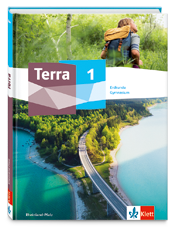 Terra 1
Erdkunde
Gymnasium
Rheinland-Pfalz
Klett